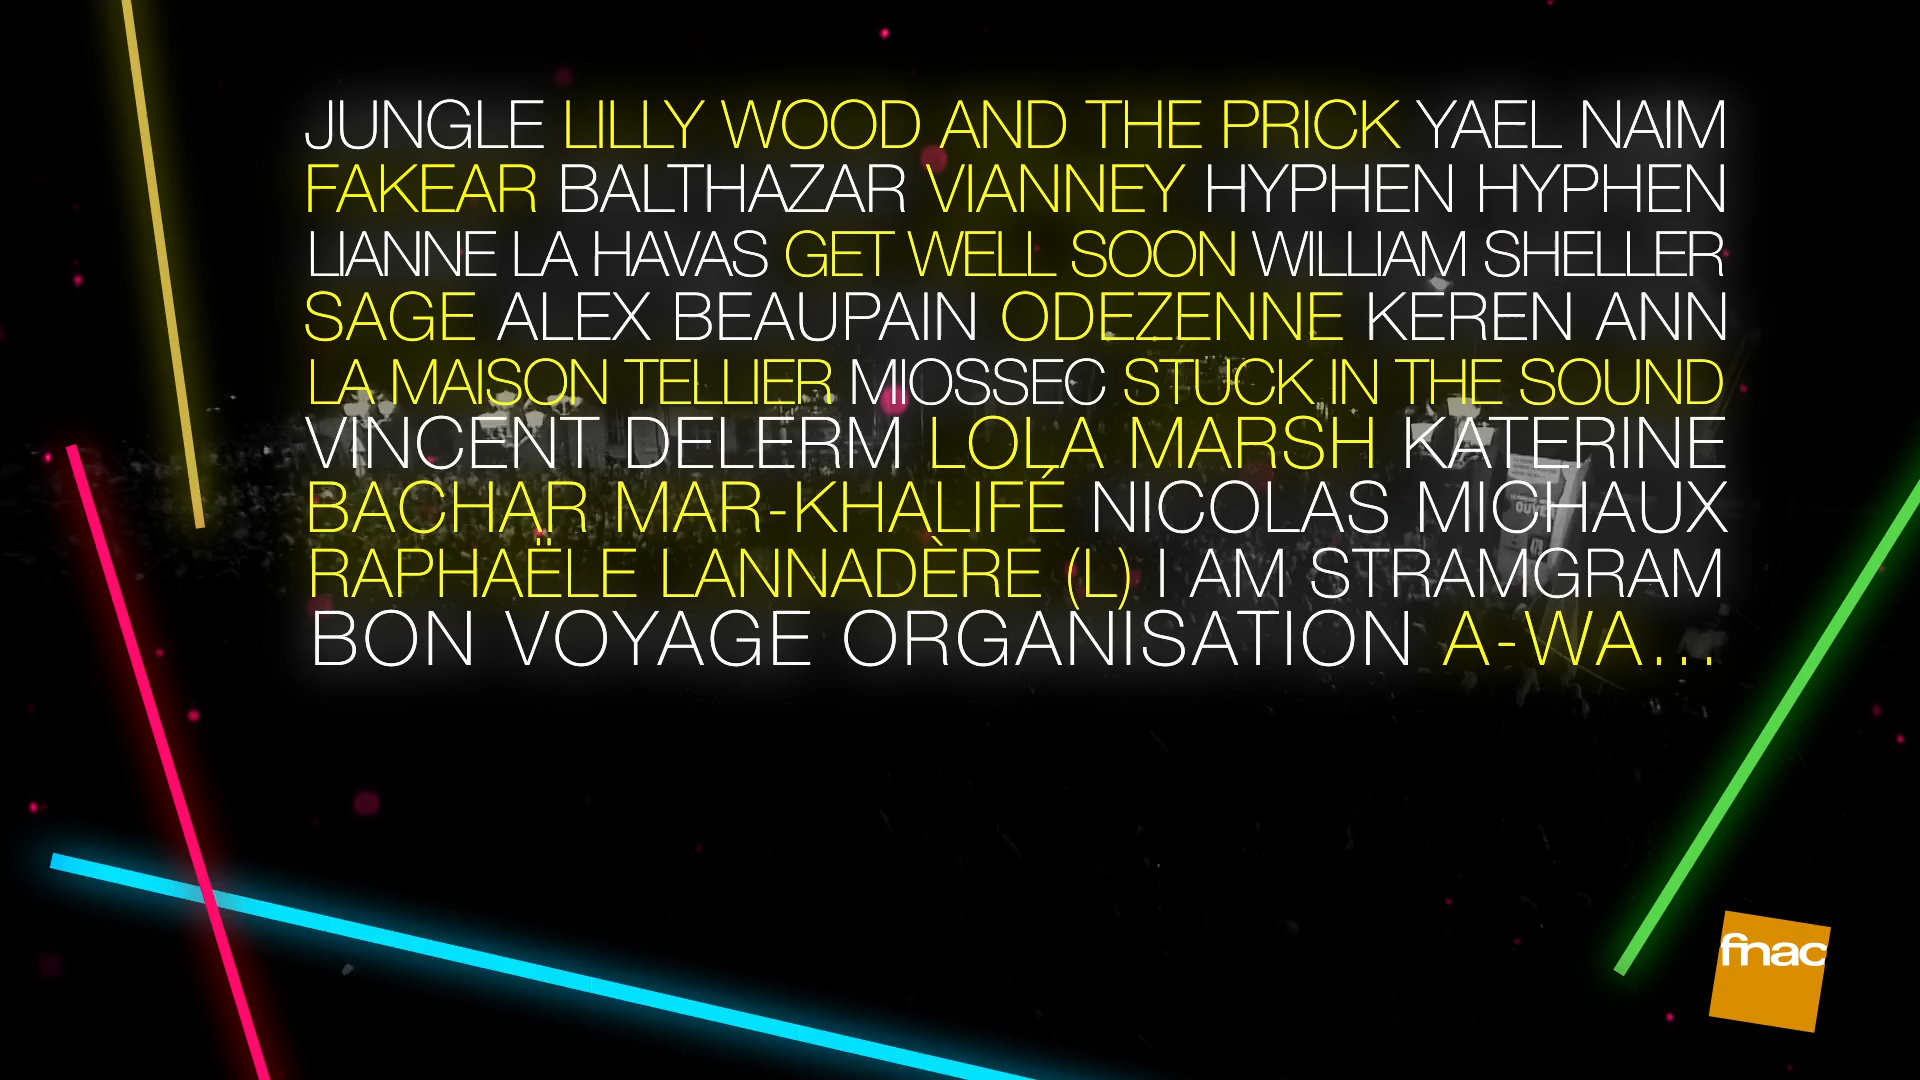 JUNGLE LILLY WOOD AND THE PRICK YAEL NAIM
FAKEAR BALTHAZAR VIANNEY HYPHEN HYPHEN
LIANNE LA HAVAS GET WELL SOON WILLIAM SHELLER
SAGE ALEX BEAUPAIN ODEZENNE KEREN ANN
LA MAISON TELLIER MIOSSEC STUCK IN THE SOUND
VINCENT DELERM LOLA MARSH KATERINE
BACHAR MAR-KHALIFÉ NICOLAS MICHAUX
RAPHAËLE LANNADÈRE (L) I AM STRAMGRAM
BON VOYAGE ORGANISATION A-WA...
fnac